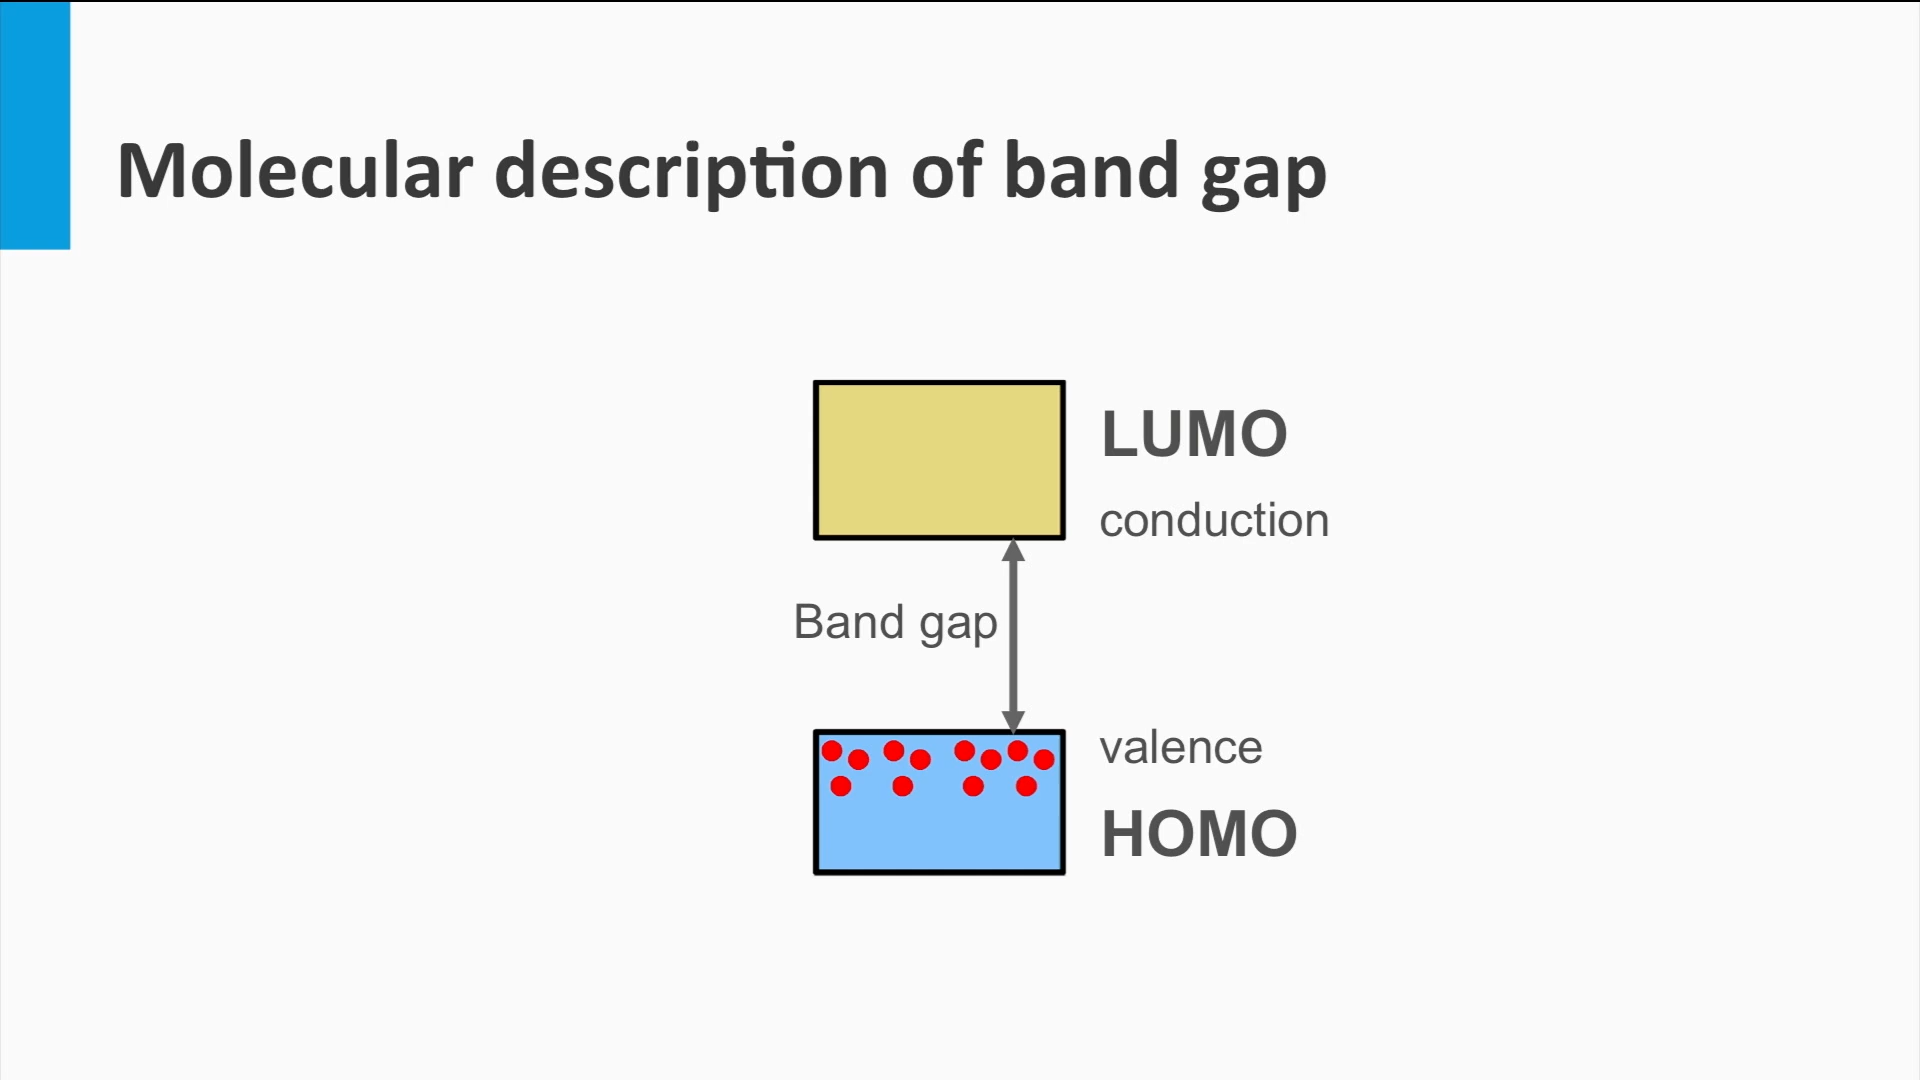 Molecular description of band gap
LUMO
conduction
Band gap
valence
HOMO